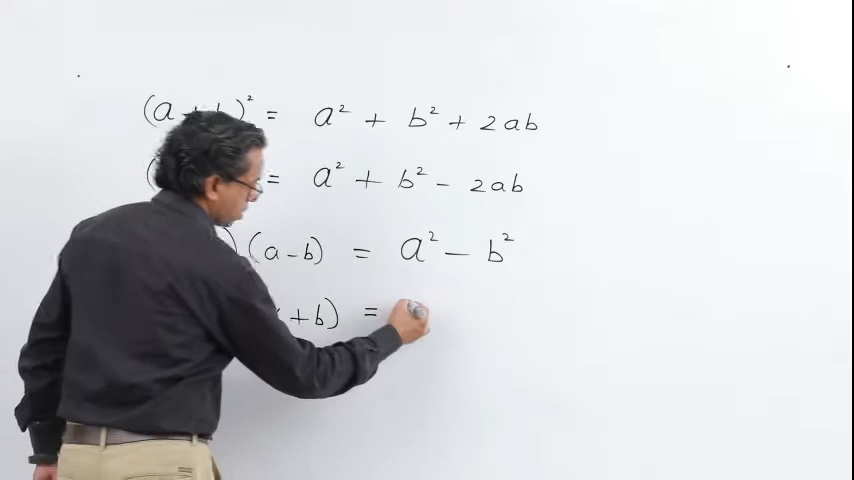 (a + b)² = a² + b² + 2ab
( = a² + b² - 2ab
) (a - b) = a² - b²
+ b) =